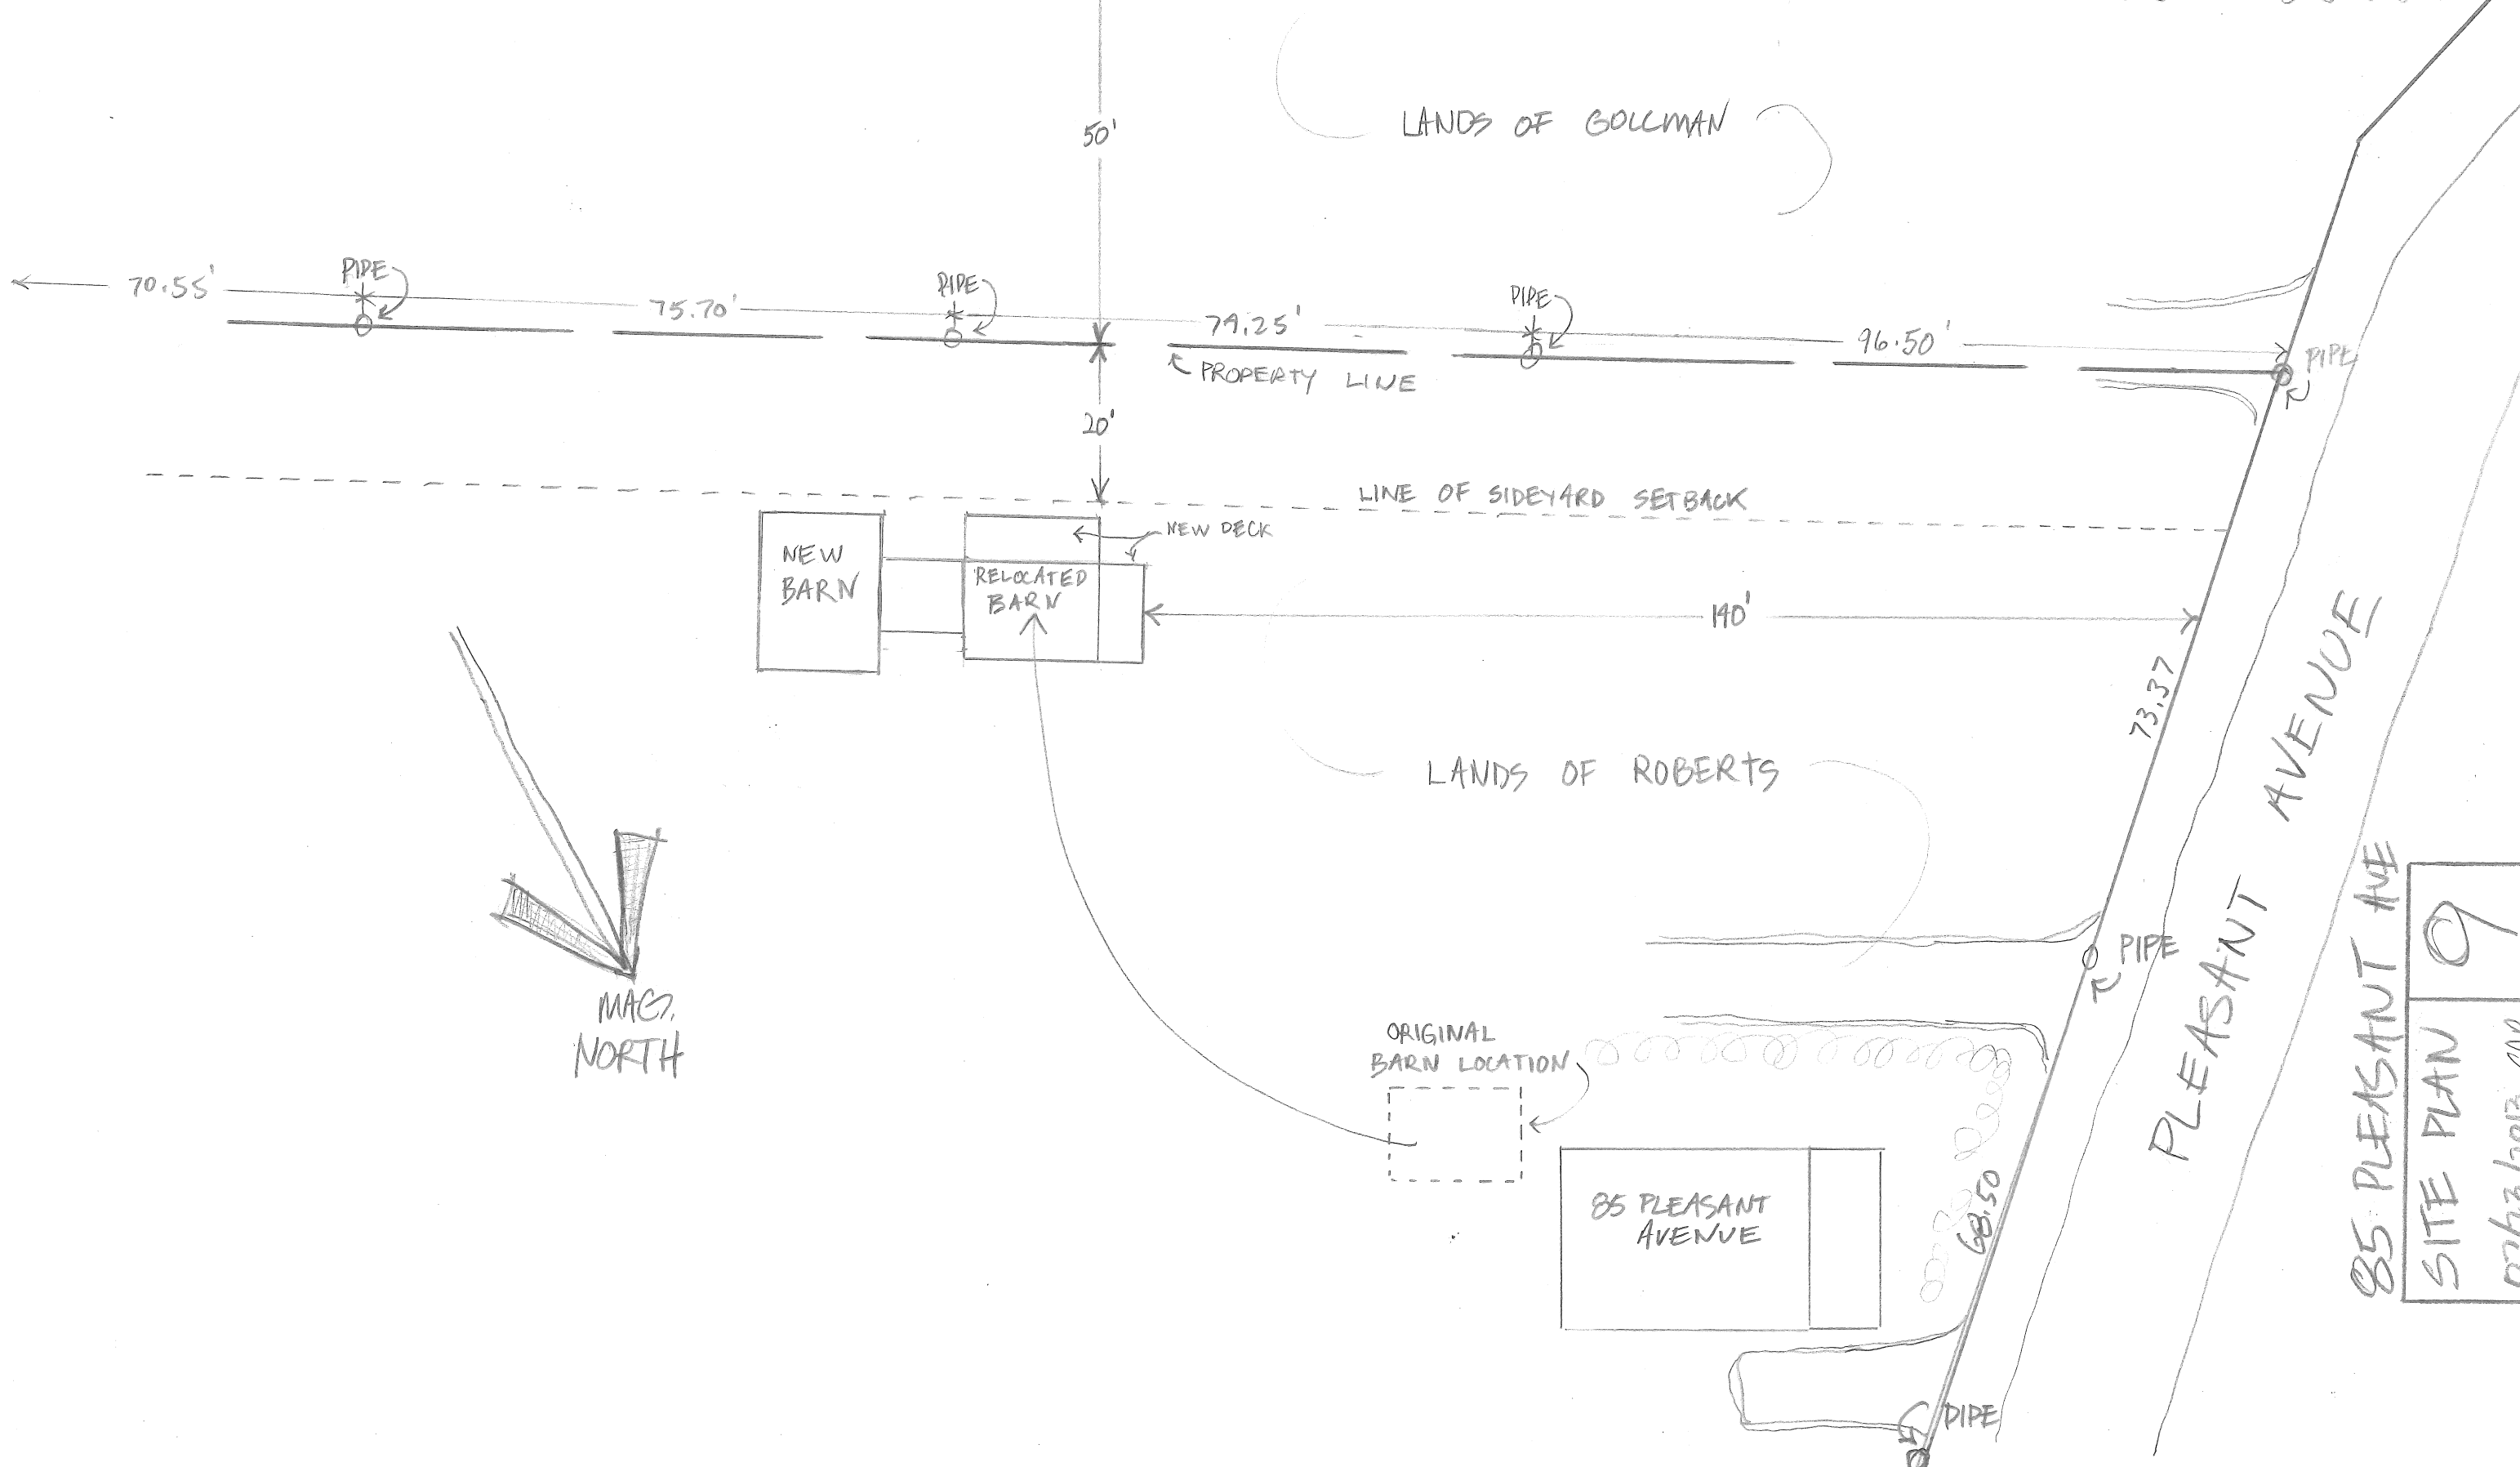 50'
LANDS OF GOLLMAN
PIPE
70.55'
PIPE
75.70'
PIPE
79.25'
96.50'
PIPE
PROPERTY LINE
20'
LINE OF SIDEYARD SETBACK
NEW DECK
NEW
BARN
RELOCATED
BARN
140'
73.37
LANDS OF ROBERTS
PLEASANT AVENUE
MAG.
NORTH
PIPE
ORIGINAL
BARN LOCATION
85 PLEASANT
AVENUE
68.50
PIPE
85 PLEASANT AVE
SITE PLAN
9